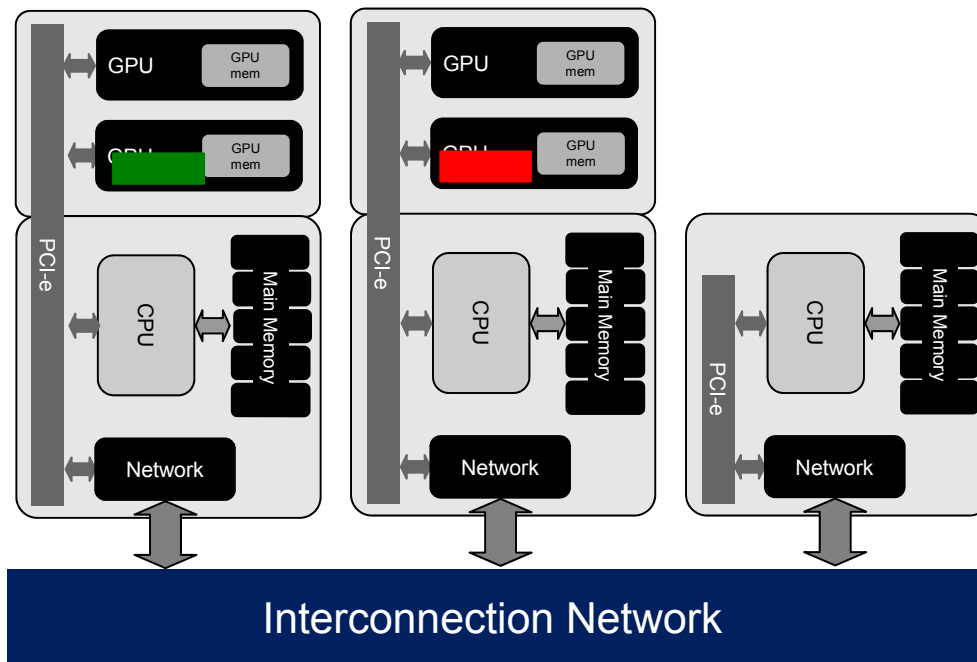 GPU
GPU
mem
GPU
GPU
mem
GPU
mem
GPU
mem
PCI-e
CPU
Main Memory
Network
PCI-e
CPU
Main Memory
Network
PCI-e
CPU
Main Memory
Network
Interconnection Network